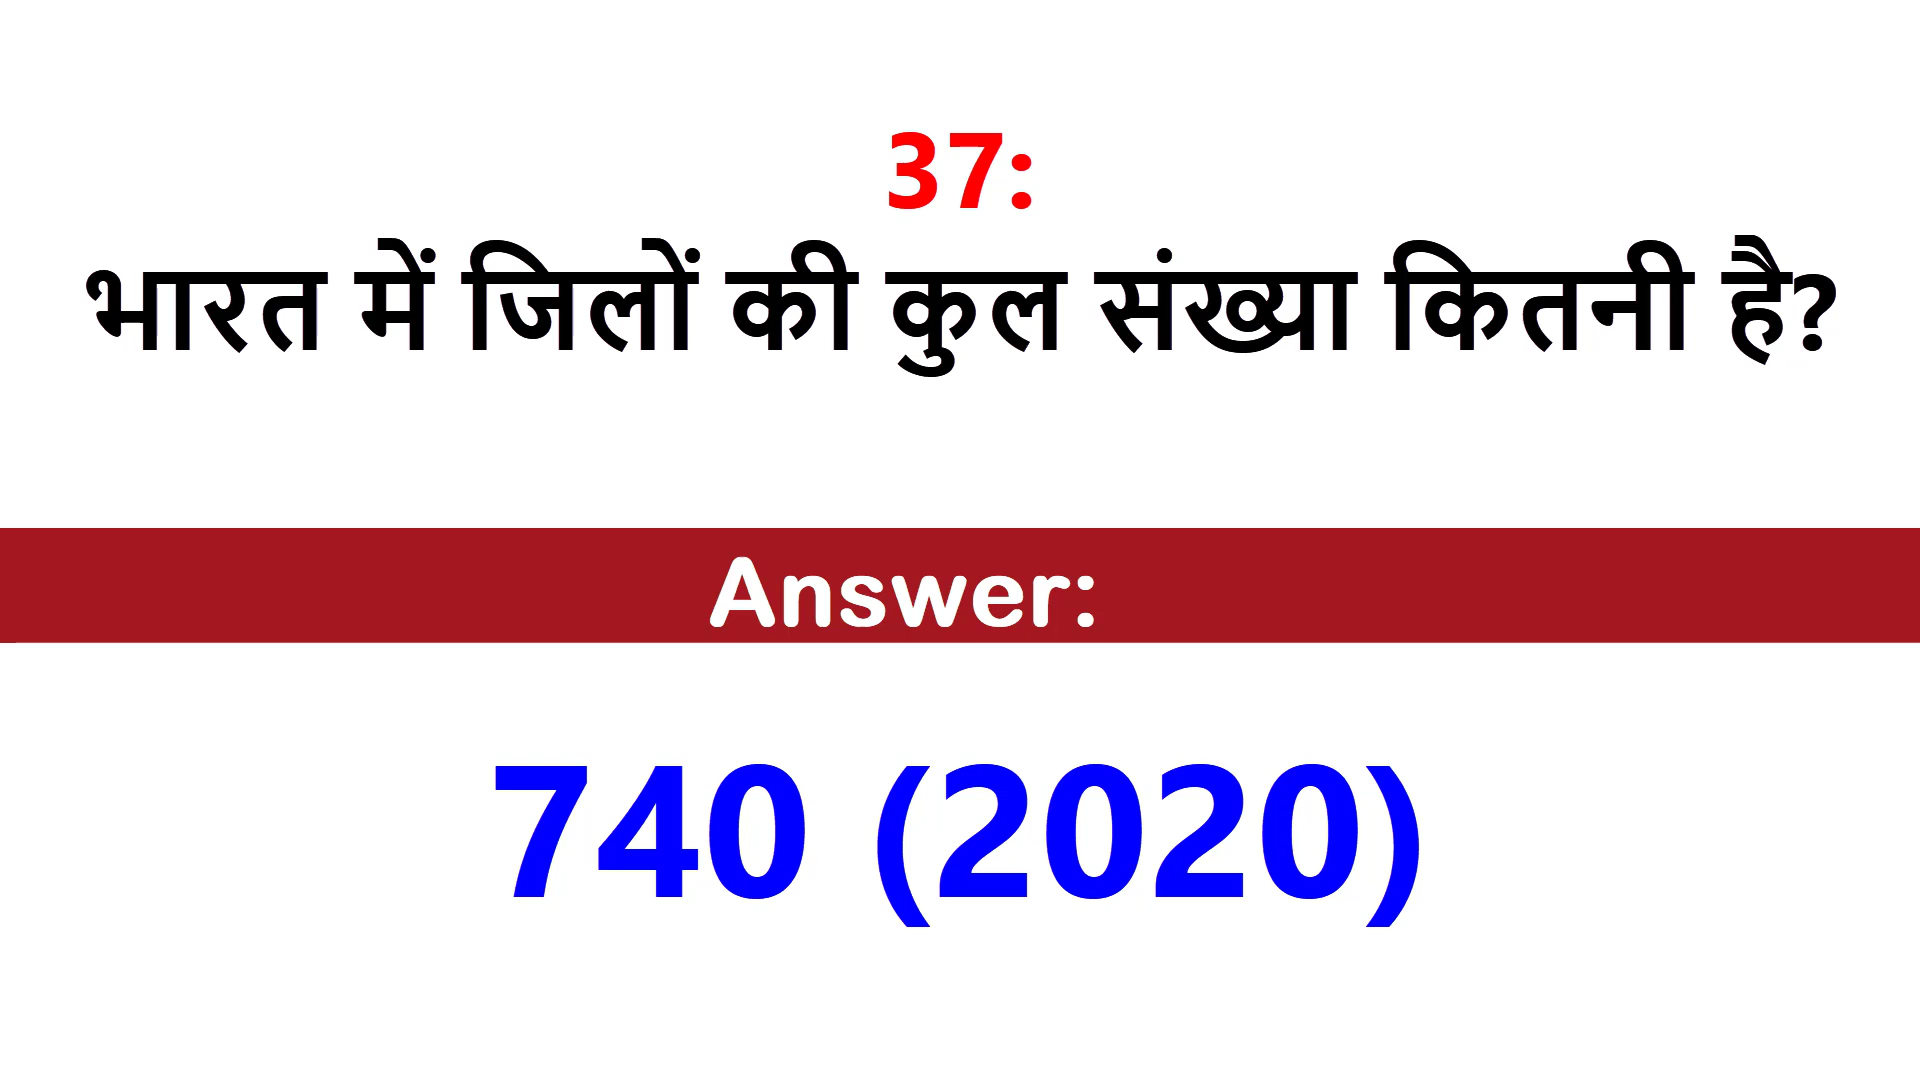 37:
भारत में जिलों की कुल संख्या कितनी है?
Answer:
740 (2020)